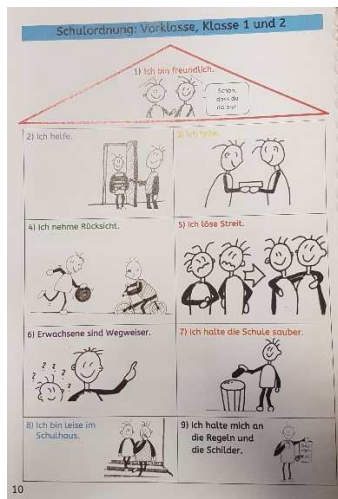 Schulordnung: Vorklasse, Klasse 1 und 2
1) Ich bin freundlich.
Schön,
dass du
da bist!
2) Ich helfe.
3) Ich teile.
4) Ich nehme Rücksicht.
5) Ich löse Streit.
6) Erwachsene sind Wegweiser.
? ? ? ? ?
7) Ich halte die Schule sauber.
8) Ich bin leise im
Schulhaus.
9) Ich halte mich an
die Regeln und
die Schilder.
10